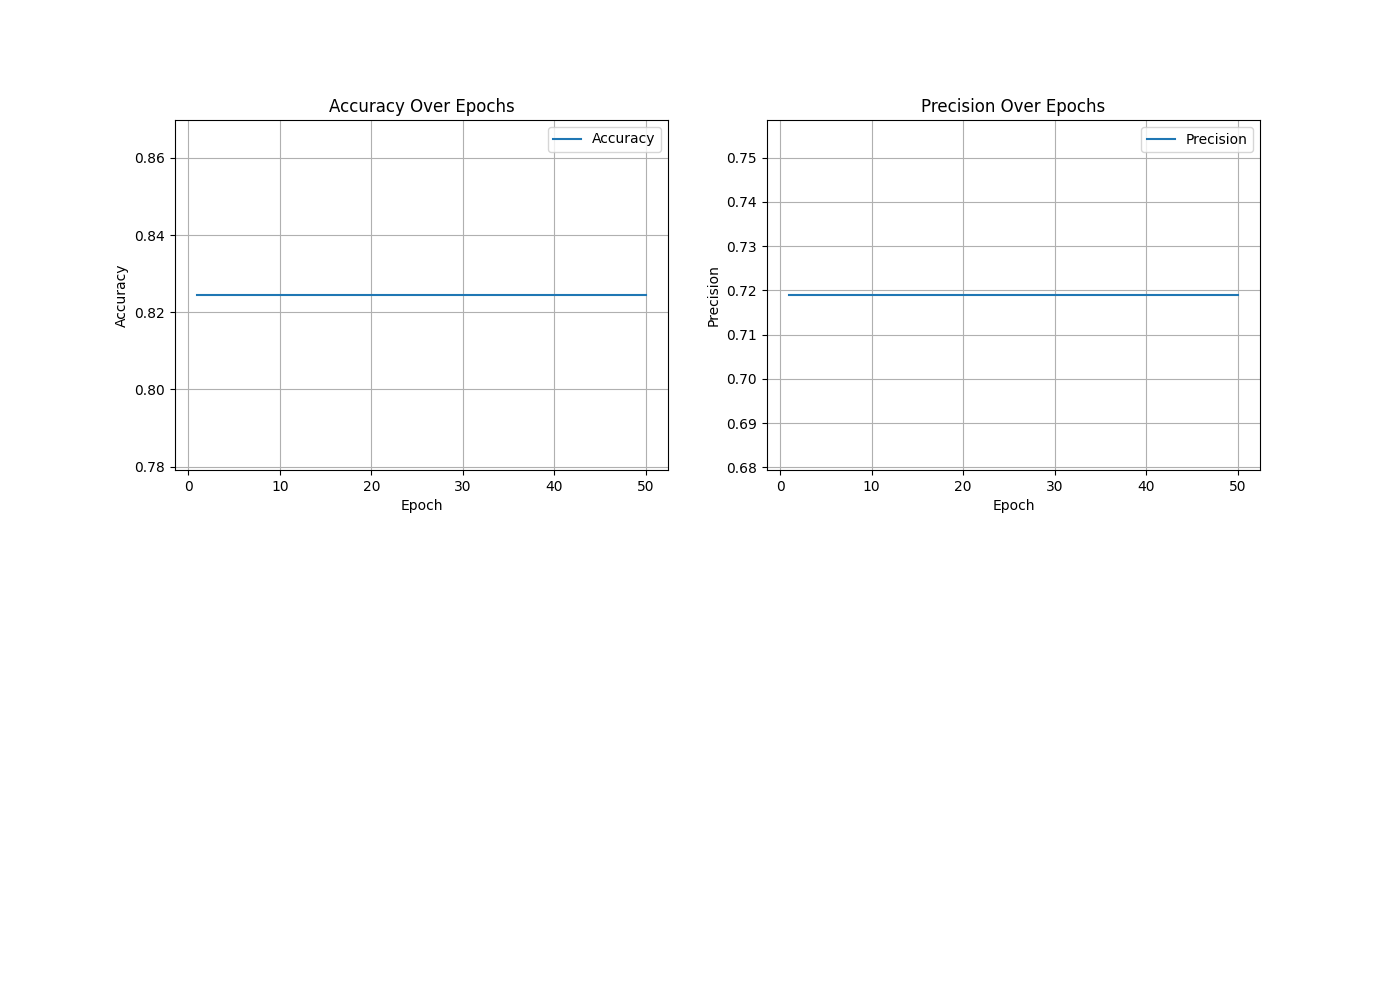 Accuracy Over Epochs
Accuracy
0.86
0.84
0.82
0.80
0.78
Accuracy
0 10 20 30 40 50
Epoch
Precision Over Epochs
Precision
0.75
0.74
0.73
0.72
0.71
0.70
0.69
0.68
Precision
0 10 20 30 40 50
Epoch